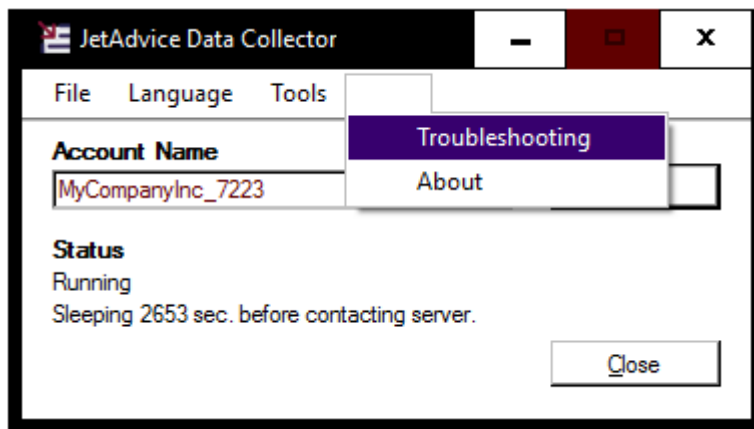 JetAdvice Data Collector
File Language Tools
Troubleshooting
About
Account Name
MyCompanyInc_7223
Status
Running
Sleeping 2653 sec. before contacting server.
Close